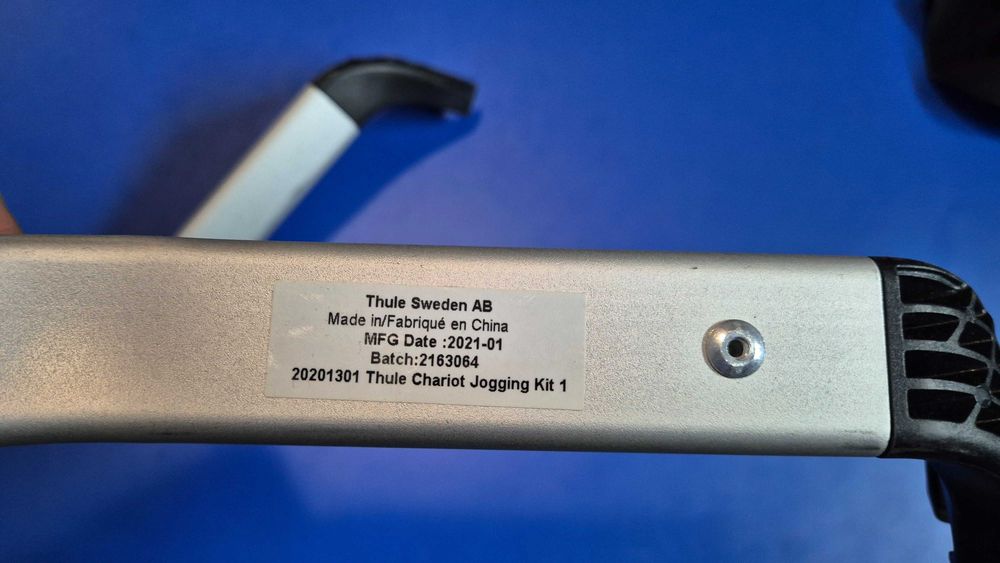 Thule Sweden AB
Made in/Fabriqué en China
MFG Date :2021-01
Batch:2163064
20201301 Thule Chariot Jogging Kit 1